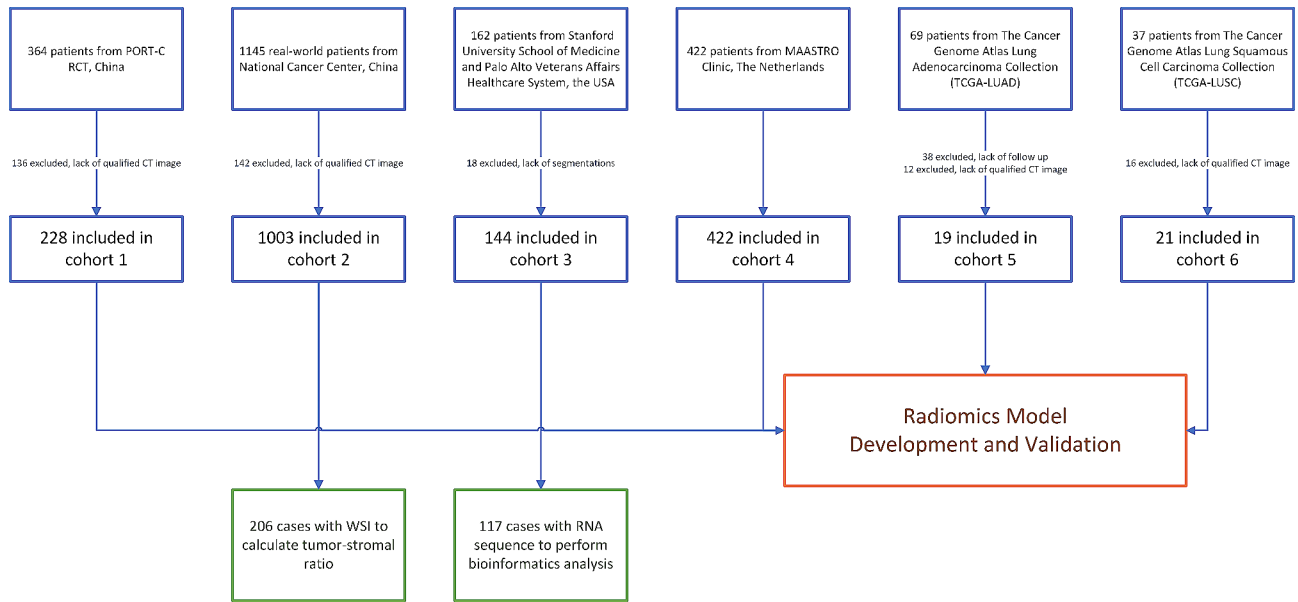 364 patients from PORT-C
RCT, China
1145 real-world patients from
National Cancer Center, China
162 patients from Stanford
University School of Medicine
and Palo Alto Veterans Affairs
Healthcare System, the USA
422 patients from MAASTRO
Clinic, The Netherlands
69 patients from The Cancer
Genome Atlas Lung
Adenocarcinoma Collection
(TCGA-LUAD)
37 patients from The Cancer
Genome Atlas Lung Squamous
Cell Carcinoma Collection
(TCGA-LUSC)
136 excluded, lack of qualified CT image
142 excluded, lack of qualified CT image
18 excluded, lack of segmentations
38 excluded, lack of follow up
12 excluded, lack of qualified CT image
16 excluded, lack of qualified CT image
228 included in
cohort 1
1003 included in
cohort 2
144 included in
cohort 3
422 included in
cohort 4
19 included in
cohort 5
21 included in
cohort 6
Radiomics Model
Development and Validation
206 cases with WSI to
calculate tumor-stromal
ratio
117 cases with RNA
sequence to perform
bioinformatics analysis